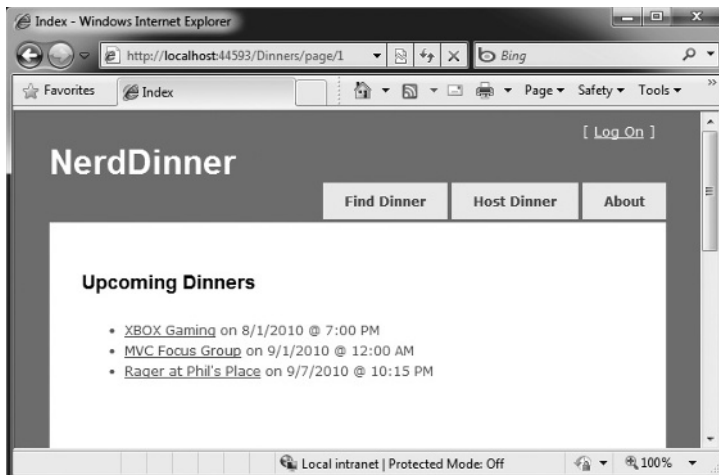 Index - Windows Internet Explorer
http://localhost:44593/Dinners/page/1
Bing
Favorites
Index
Page
Safety
Tools
[ Log On ]
NerdDinner
Find Dinner
Host Dinner
About
Upcoming Dinners
• XBOX Gaming on 8/1/2010 @ 7:00 PM
• MVC Focus Group on 9/1/2010 @ 12:00 AM
• Rager at Phil's Place on 9/7/2010 @ 10:15 PM
Local intranet | Protected Mode: Off
100%